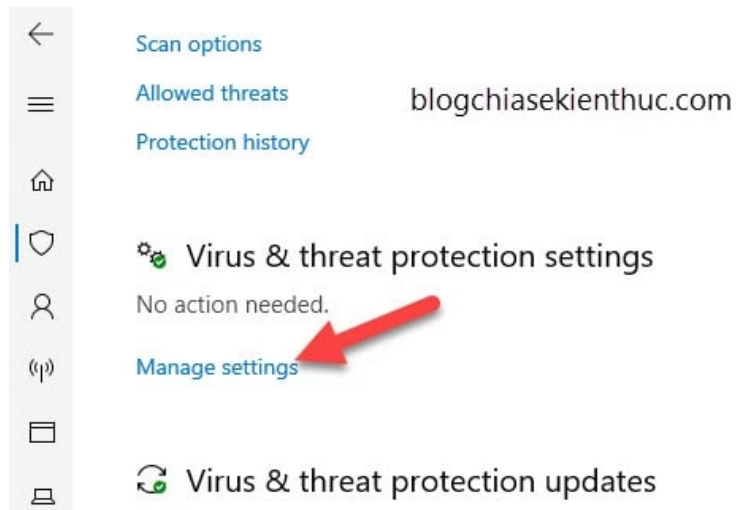 Scan options
Allowed threats
blogchiasekienthuc.com
Protection history
Virus & threat protection settings
No action needed.
Manage settings
Virus & threat protection updates